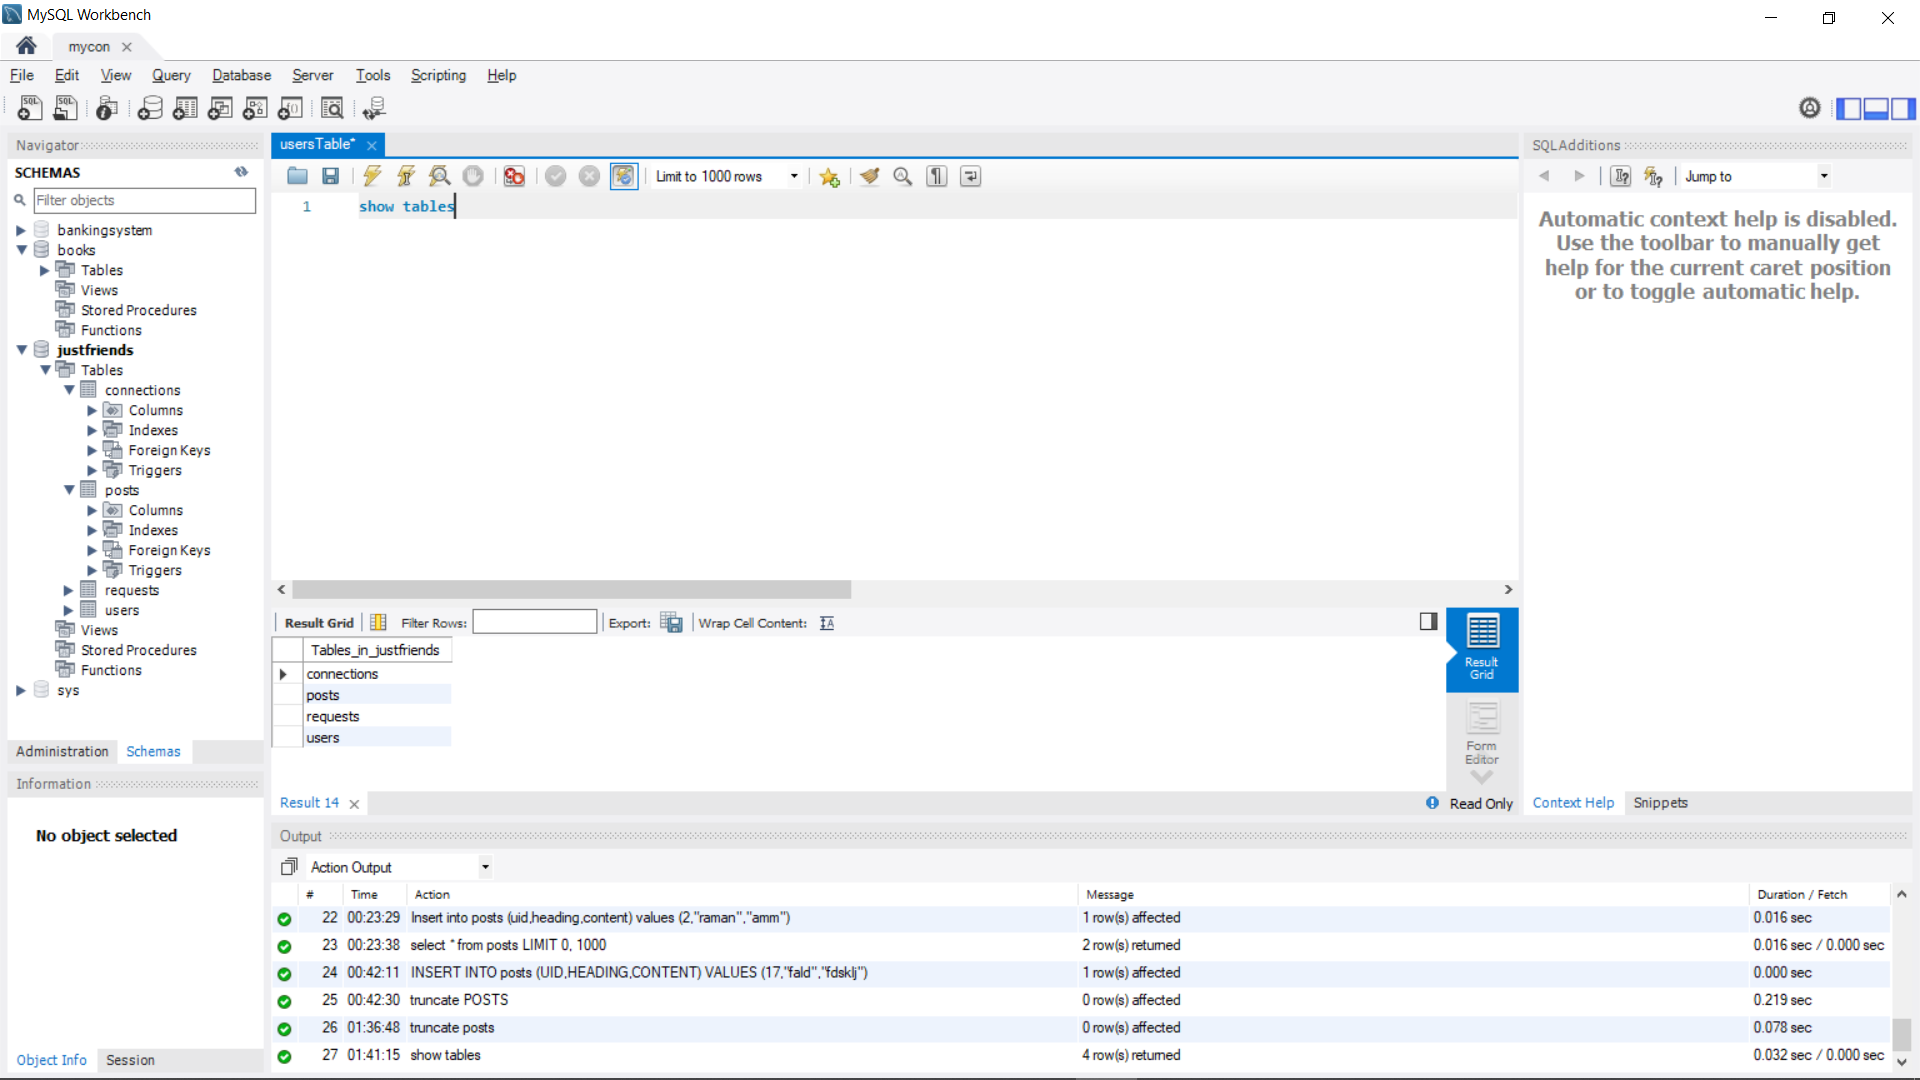 MySQL Workbench
mycon
File Edit View Query Database Server Tools Scripting Help
Navigator
SCHEMAS
Filter objects
bankingsystem
books
Tables
Views
Stored Procedures
Functions
justfriends
Tables
connections
Columns
Indexes
Foreign Keys
Triggers
posts
Columns
Indexes
Foreign Keys
Triggers
requests
users
Views
Stored Procedures
Functions
sys
Administration Schemas
Information
No object selected
Object Info Session
usersTable*
Limit to 1000 rows
1 show tables
Result Grid Filter Rows: Export: Wrap Cell Content:
Tables_in_justfriends
connections
posts
requests
users
Result Grid
Form Editor
Result 14 Read Only
SQLAdditions
Jump to
Automatic context help is disabled.
Use the toolbar to manually get
help for the current caret position
or to toggle automatic help.
Context Help Snippets
Output
Action Output
# Time Action Message Duration / Fetch
22 00:23:29 Insert into posts (uid,heading,content) values (2,"raman","amm") 1 row(s) affected 0.016 sec
23 00:23:38 select * from posts LIMIT 0, 1000 2 row(s) returned 0.016 sec / 0.000 sec
24 00:42:11 INSERT INTO posts (UID,HEADING,CONTENT) VALUES (17,"fald","fdsklj") 1 row(s) affected 0.000 sec
25 00:42:30 truncate POSTS 0 row(s) affected 0.219 sec
26 01:36:48 truncate posts 0 row(s) affected 0.078 sec
27 01:41:15 show tables 4 row(s) returned 0.032 sec / 0.000 sec